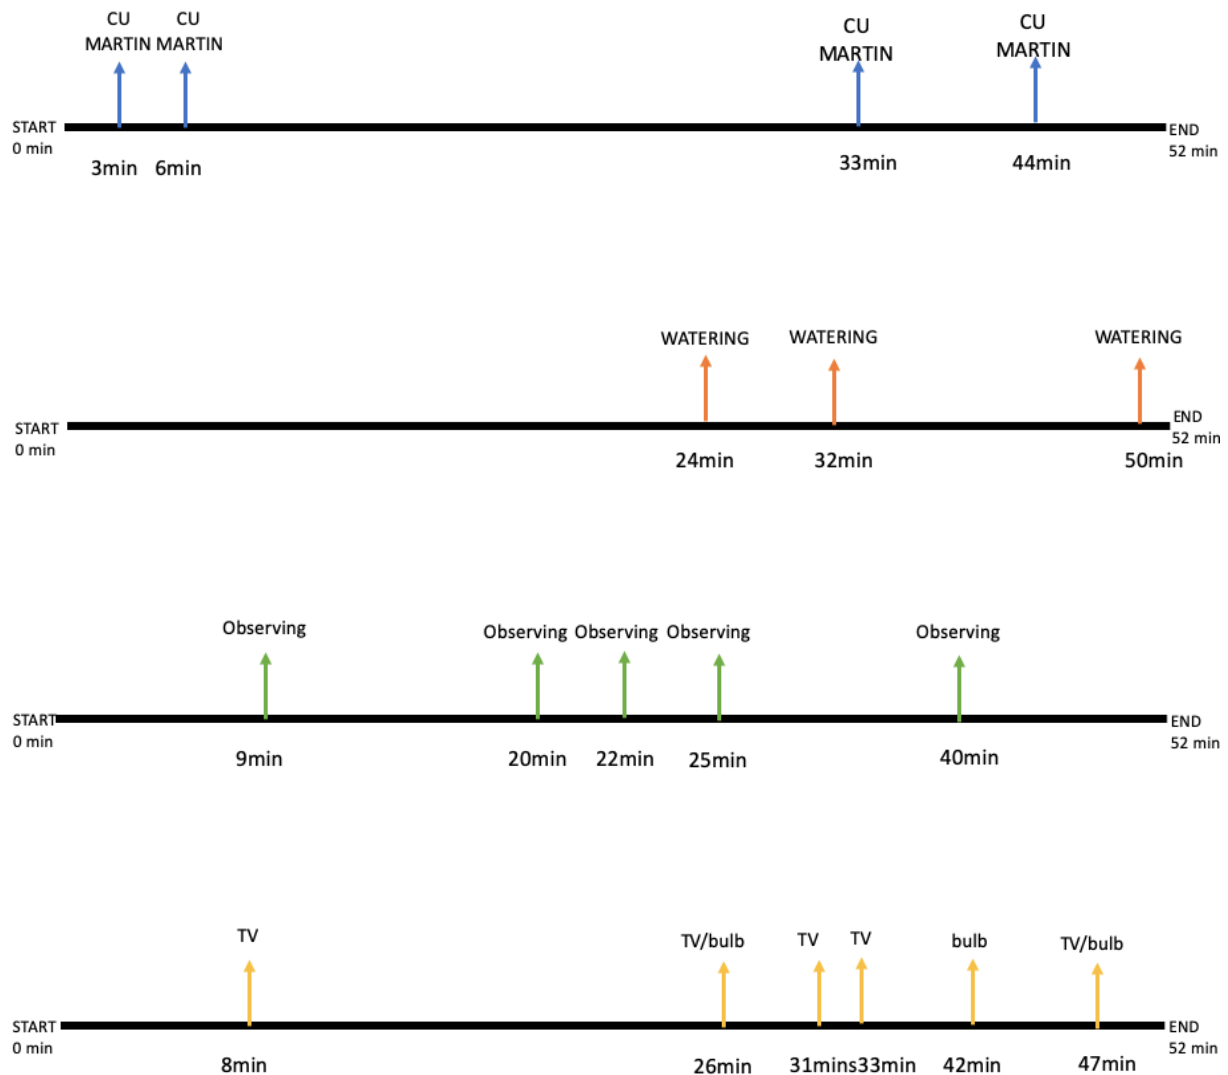 CU CU
MARTIN MARTIN
CU
MARTIN
CU
MARTIN
START
0 min
END
52 min
3min 6min 33min 44min
WATERING WATERING WATERING
START
0 min
END
52 min
24min 32min 50min
Observing Observing Observing Observing Observing
START
0 min
END
52 min
9min 20min 22min 25min 40min
TV TV/bulb TV TV bulb TV/bulb
START
0 min
END
52 min
8min 26min 31mins33min 42min 47min